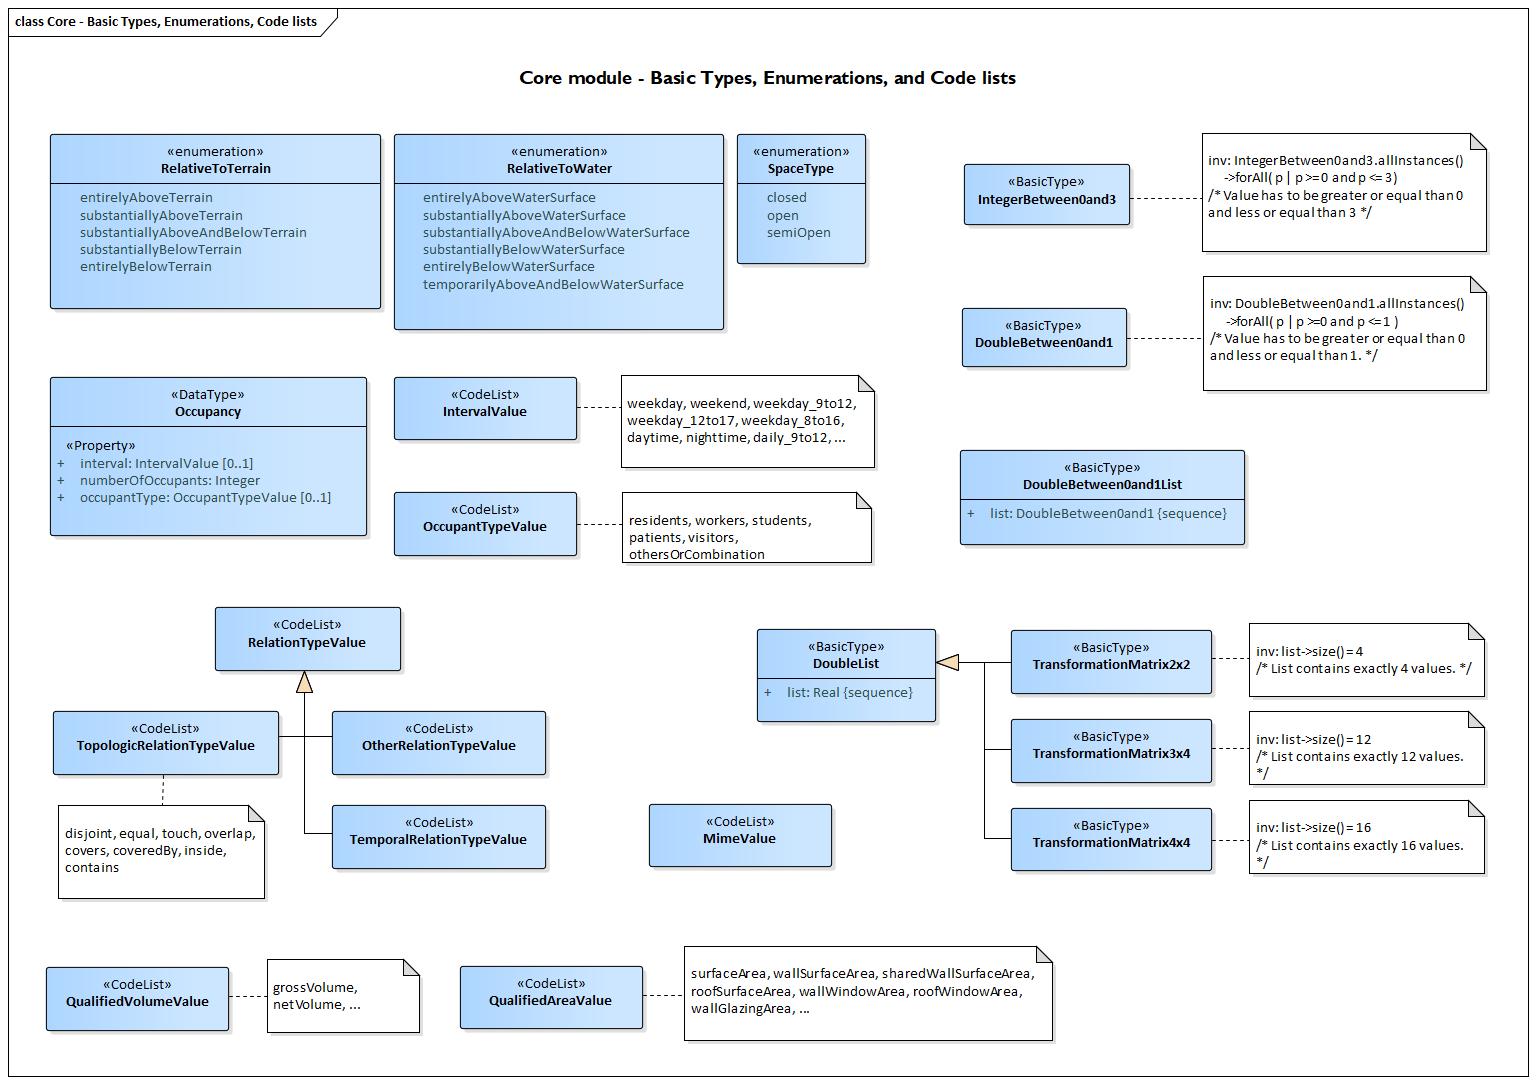 class Core - Basic Types, Enumerations, Code lists
Core module - Basic Types, Enumerations, and Code lists
«enumeration»
RelativeToTerrain
entirelyAboveTerrain
substantiallyAboveTerrain
substantiallyAboveAndBelowTerrain
substantiallyBelowTerrain
entirelyBelowTerrain
«enumeration»
RelativeToWater
entirelyAboveWaterSurface
substantiallyAboveWaterSurface
substantiallyAboveAndBelowWaterSurface
substantiallyBelowWaterSurface
entirelyBelowWaterSurface
temporarilyAboveAndBelowWaterSurface
«enumeration»
SpaceType
closed
open
semiOpen
«BasicType»
IntegerBetween0and3
inv: IntegerBetween0and3.allInstances()
->forAll( p | p >=0 and p <= 3)
/* Value has to be greater or equal than 0
and less or equal than 3 */
«BasicType»
DoubleBetween0and1
inv: DoubleBetween0and1.allInstances()
->forAll( p | p >=0 and p <=1 )
/* Value has to be greater or equal than 0
and less or equal than 1. */
«DataType»
Occupancy
«Property»
+ interval: IntervalValue [0..1]
+ numberOfOccupants: Integer
+ occupantType: OccupantTypeValue [0..1]
«CodeList»
IntervalValue
weekday, weekend, weekday_9to12,
weekday_12to17, weekday_8to16,
daytime, nighttime, daily_9to12, ...
«CodeList»
OccupantTypeValue
residents, workers, students,
patients, visitors,
othersOrCombination
«BasicType»
DoubleBetween0and1List
+ list: DoubleBetween0and1 {sequence}
«CodeList»
RelationTypeValue
«CodeList»
TopologicRelationTypeValue
«CodeList»
OtherRelationTypeValue
disjoint, equal, touch, overlap,
covers, coveredBy, inside,
contains
«CodeList»
TemporalRelationTypeValue
«CodeList»
MimeValue
«BasicType»
DoubleList
+ list: Real {sequence}
«BasicType»
TransformationMatrix2x2
inv: list->size() = 4
/* List contains exactly 4 values. */
«BasicType»
TransformationMatrix3x4
inv: list->size() = 12
/* List contains exactly 12 values.
*/
«BasicType»
TransformationMatrix4x4
inv: list->size() = 16
/* List contains exactly 16 values.
*/
«CodeList»
QualifiedVolumeValue
grossVolume,
netVolume, ...
«CodeList»
QualifiedAreaValue
surfaceArea, wallSurfaceArea, sharedWallSurfaceArea,
roofSurfaceArea, wallWindowArea, roofWindowArea,
wallGlazingArea, ...